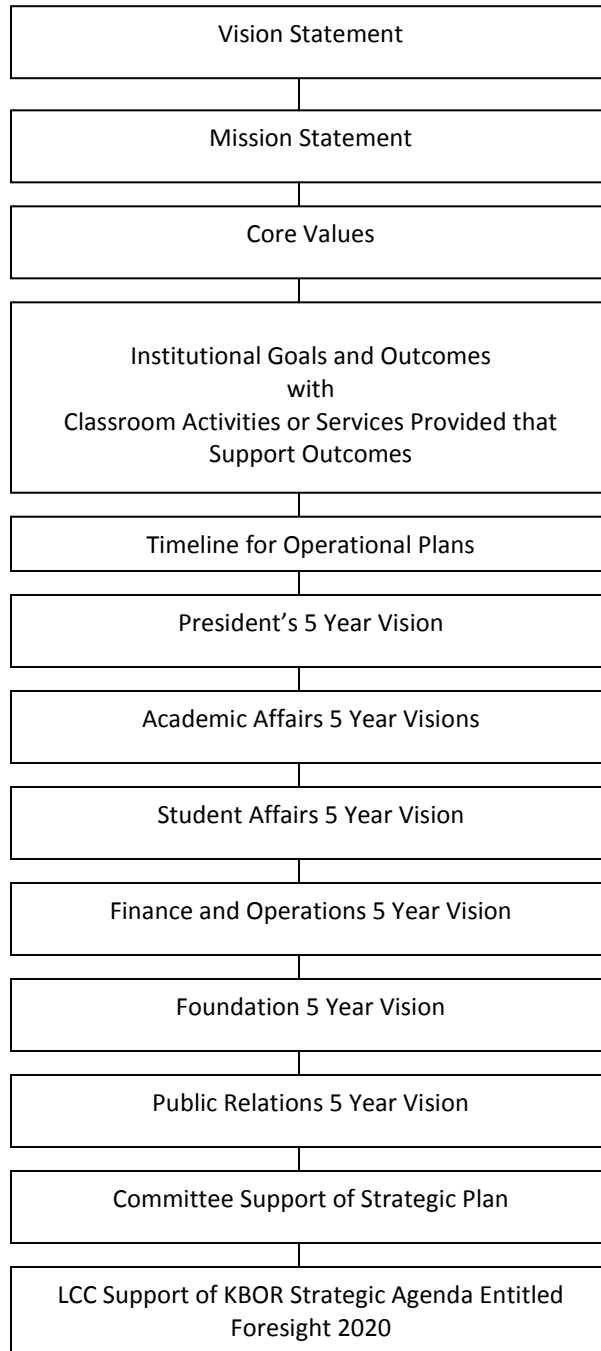 Vision Statement
Mission Statement
Core Values
Institutional Goals and Outcomes
with
Classroom Activities or Services Provided that
Support Outcomes
Timeline for Operational Plans
President’s 5 Year Vision
Academic Affairs 5 Year Visions
Student Affairs 5 Year Vision
Finance and Operations 5 Year Vision
Foundation 5 Year Vision
Public Relations 5 Year Vision
Committee Support of Strategic Plan
LCC Support of KBOR Strategic Agenda Entitled
Foresight 2020